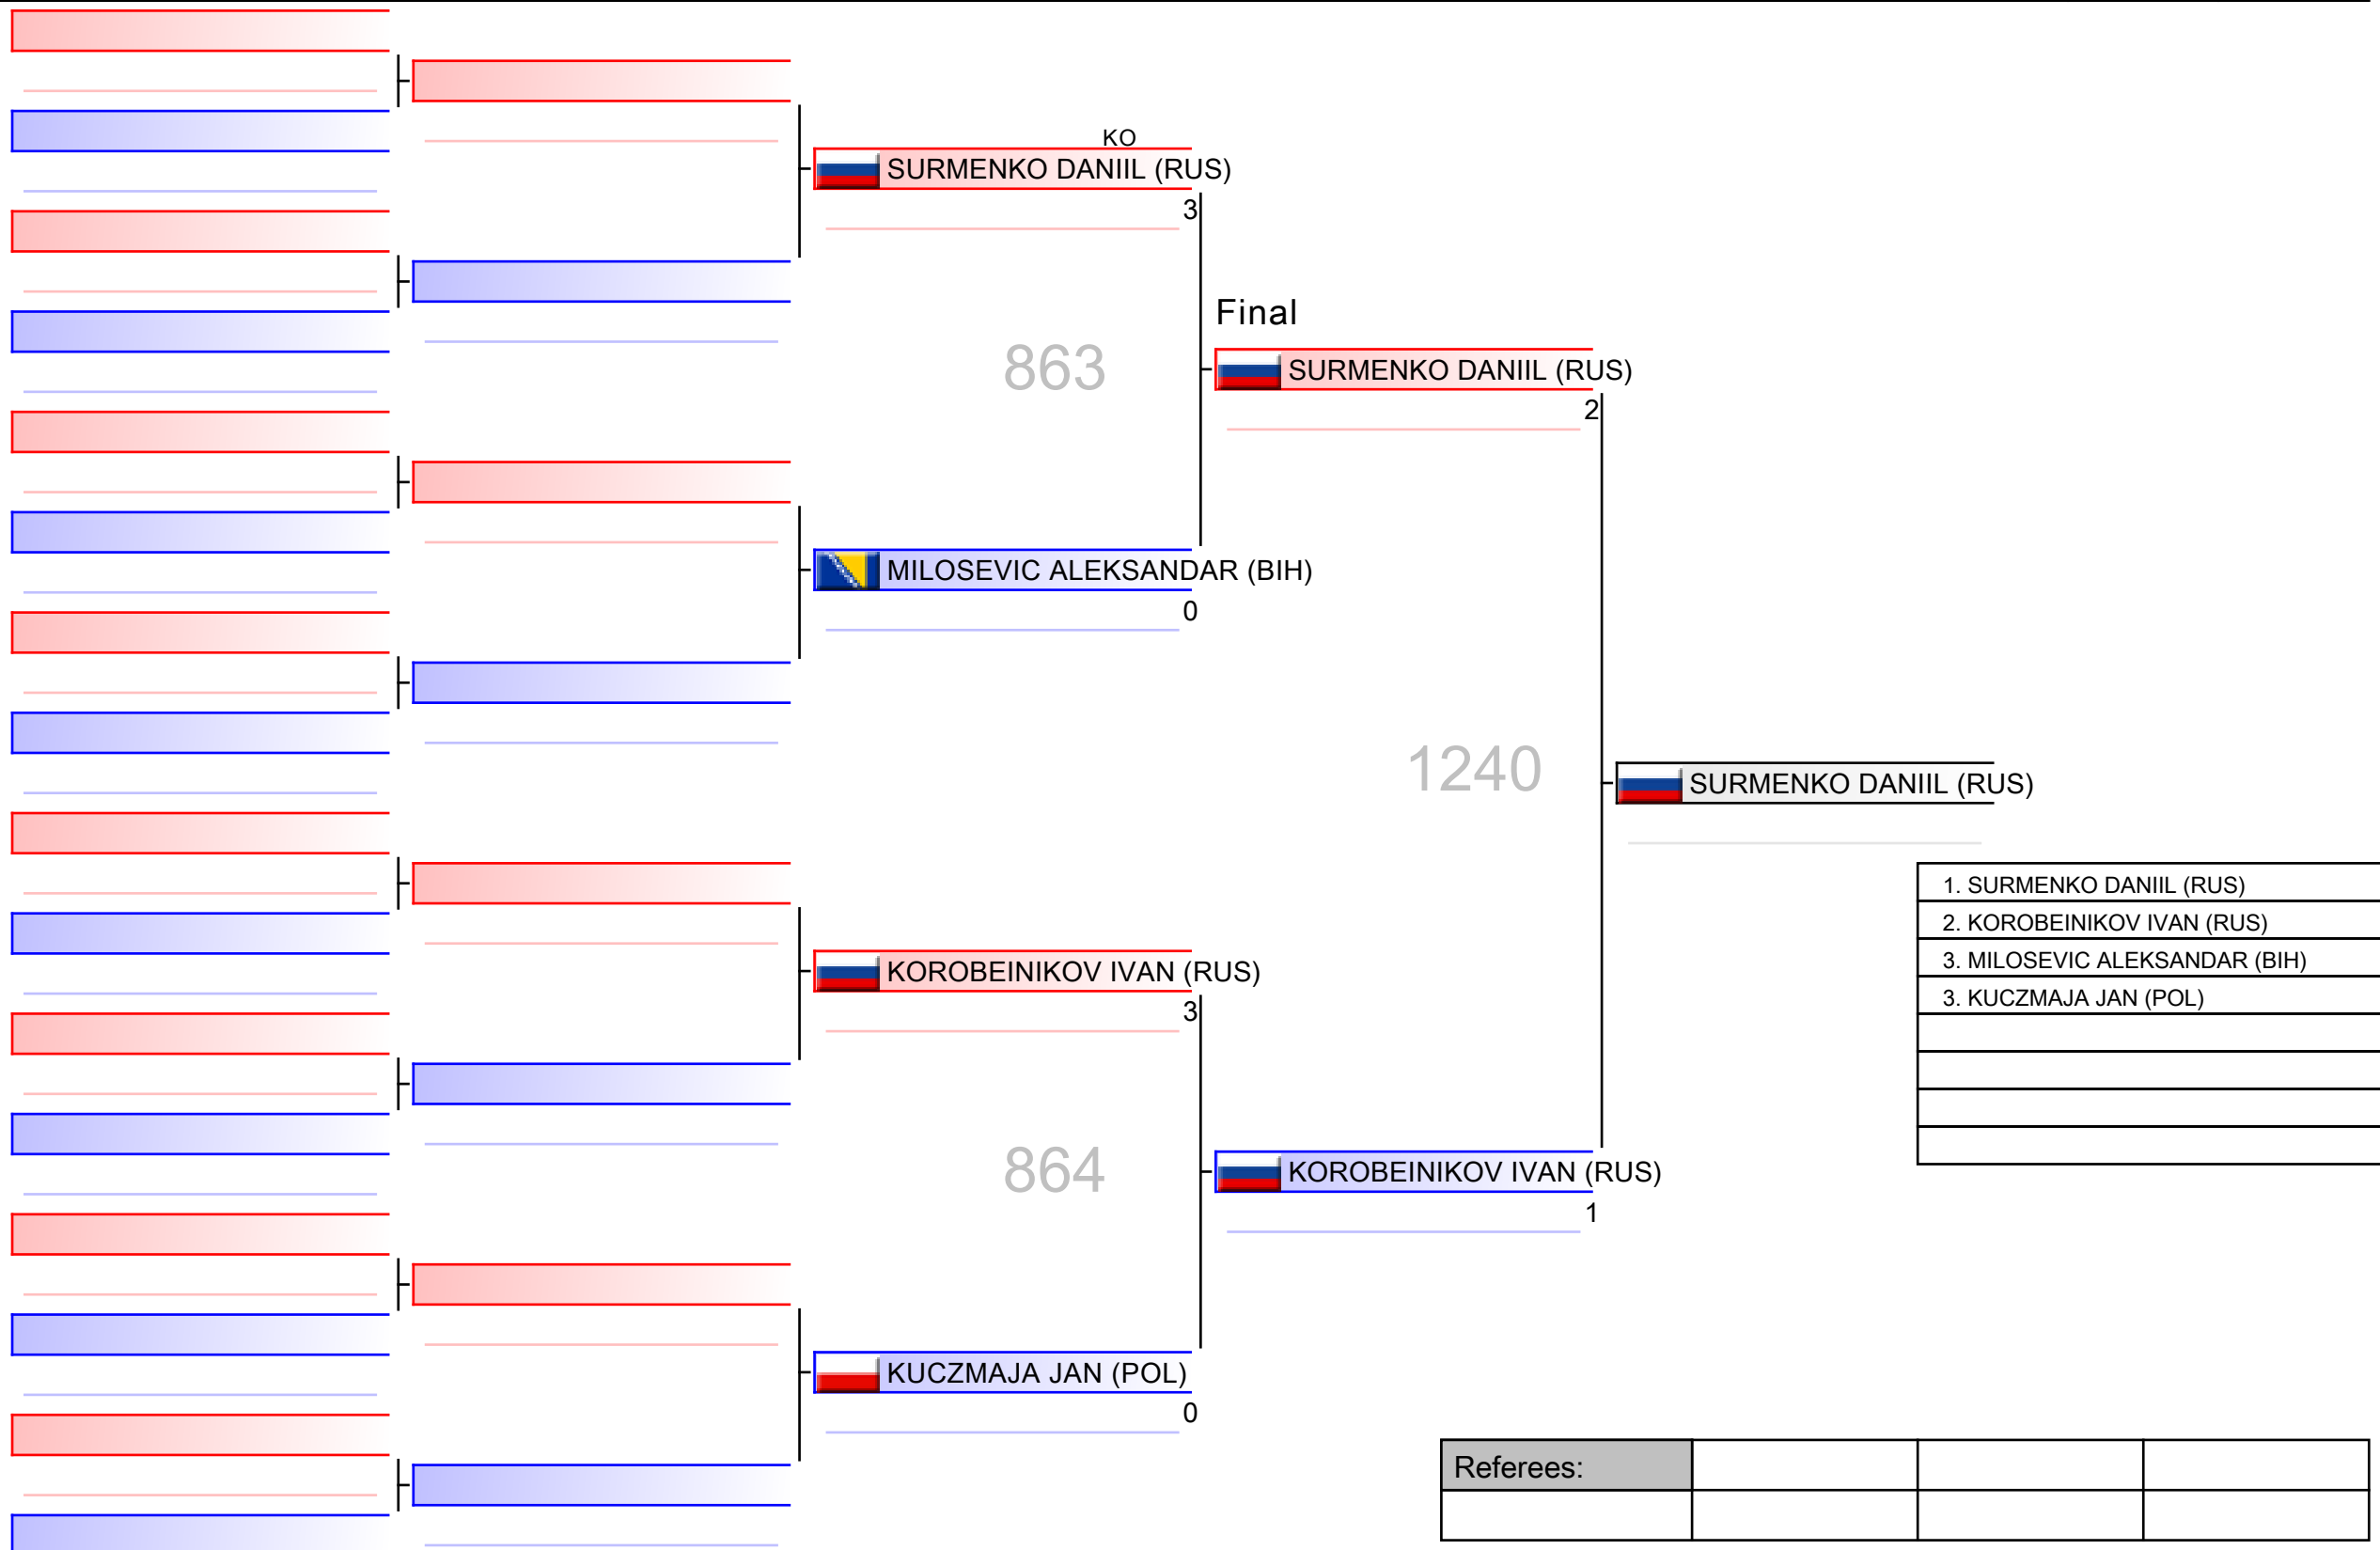 KO
SURMENKO DANIIL (RUS)
3
Final
863
SURMENKO DANIIL (RUS)
2
MILOSEVIC ALEKSANDAR (BIH)
0
1240
SURMENKO DANIIL (RUS)
1. SURMENKO DANIIL (RUS)
2. KOROBEINIKOV IVAN (RUS)
3. MILOSEVIC ALEKSANDAR (BIH)
3. KUCZMAJA JAN (POL)
KOROBEINIKOV IVAN (RUS)
3
864
KOROBEINIKOV IVAN (RUS)
1
KUCZMAJA JAN (POL)
0
Referees: